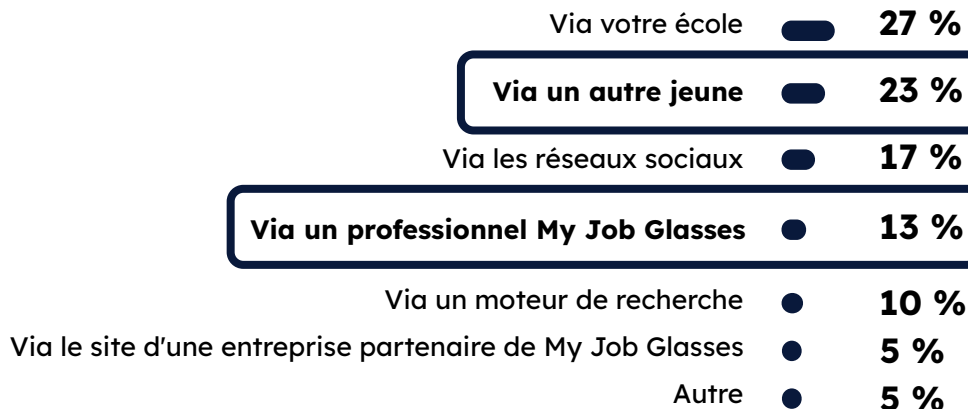 Via votre école 27 %
Via un autre jeune 23 %
Via les réseaux sociaux 17 %
Via un professionnel My Job Glasses 13 %
Via un moteur de recherche 10 %
Via le site d'une entreprise partenaire de My Job Glasses 5 %
Autre 5 %